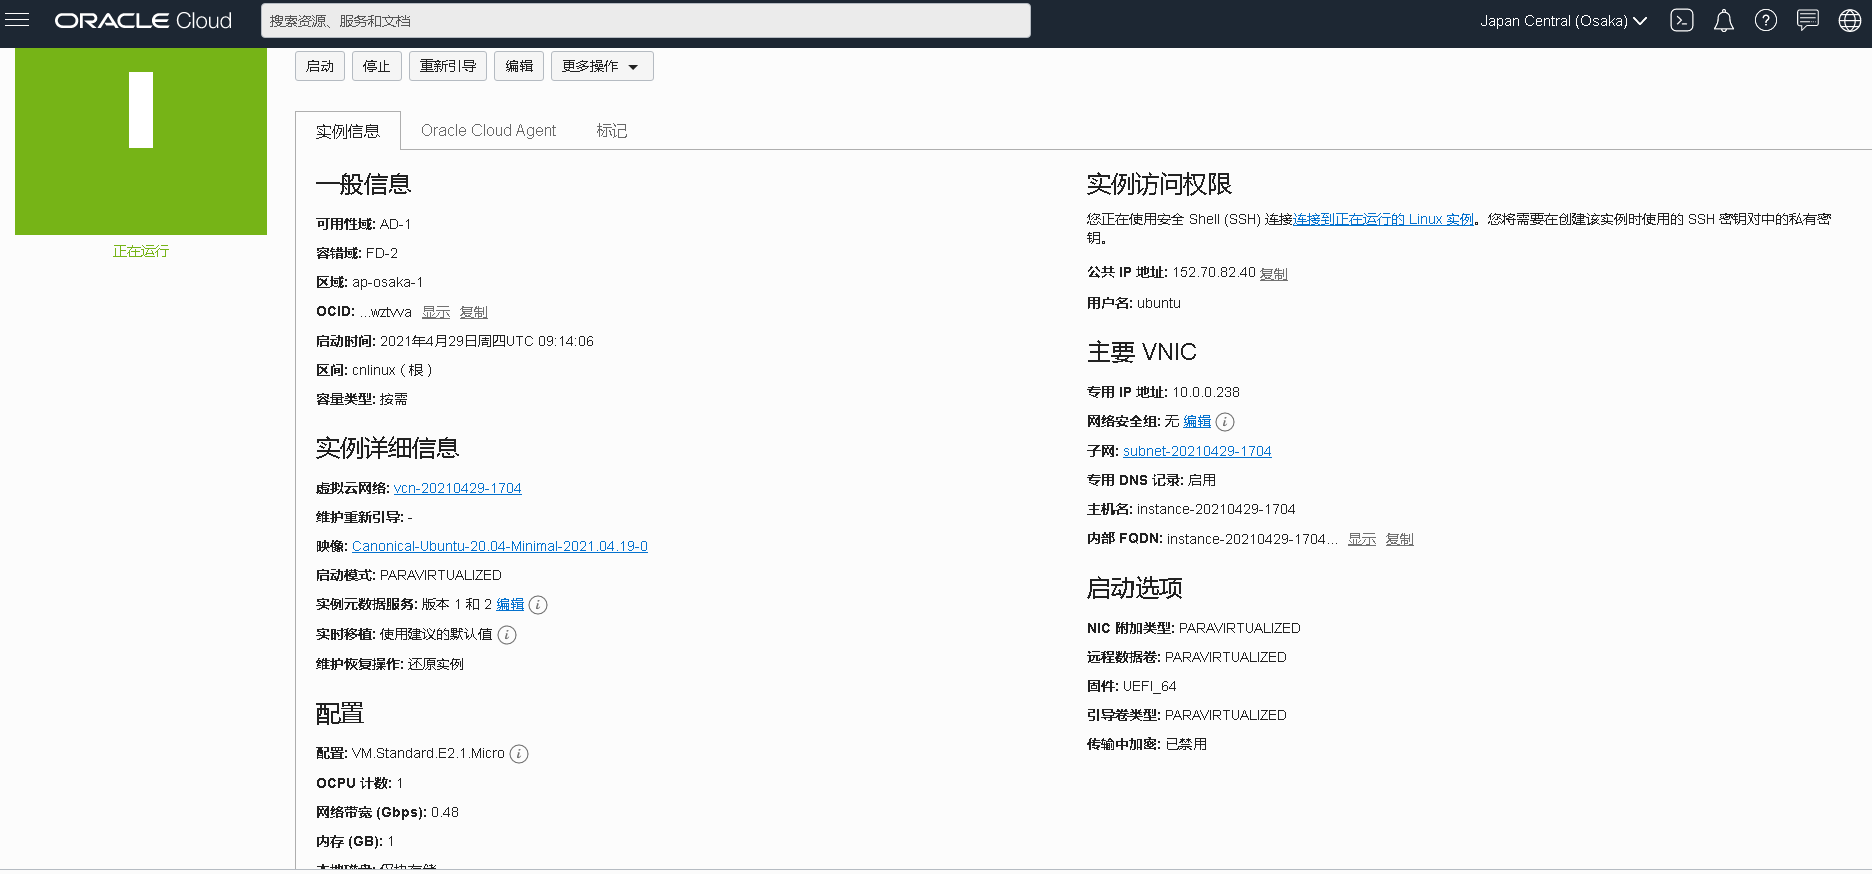 ORACLE Cloud
搜索资源、服务和文档
Japan Central (Osaka)
启动
停止
重新引导
编辑
更多操作
正在运行
实例信息
Oracle Cloud Agent
标记
一般信息
可用性域: AD-1
容错域: FD-2
区域: ap-osaka-1
OCID: ...wztvva 显示 复制
启动时间: 2021年4月29日周四UTC 09:14:06
区间: cnlinux（根）
容量类型: 按需
实例详细信息
虚拟云网络: vcn-20210429-1704
维护重新引导: -
映像: Canonical-Ubuntu-20.04-Minimal-2021.04.19-0
启动模式: PARAVIRTUALIZED
实例元数据服务: 版本 1 和 2 编辑
实时移植: 使用建议的默认值
维护恢复操作: 还原实例
配置
配置: VM.Standard.E2.1.Micro
OCPU 计数: 1
网络带宽 (Gbps): 0.48
内存 (GB): 1
本地磁盘: 仅块存储
实例访问权限
您正在使用安全 Shell (SSH) 连接连接到正在运行的 Linux 实例。您将需要在创建该实例时使用的 SSH 密钥对中的私有密
钥。
公共 IP 地址: 152.70.82.40 复制
用户名: ubuntu
主要 VNIC
专用 IP 地址: 10.0.0.238
网络安全组: 无 编辑
子网: subnet-20210429-1704
专用 DNS 记录: 启用
主机名: instance-20210429-1704
内部 FQDN: instance-20210429-1704... 显示 复制
启动选项
NIC 附加类型: PARAVIRTUALIZED
远程数据卷: PARAVIRTUALIZED
固件: UEFI_64
引导卷类型: PARAVIRTUALIZED
传输中加密: 已禁用